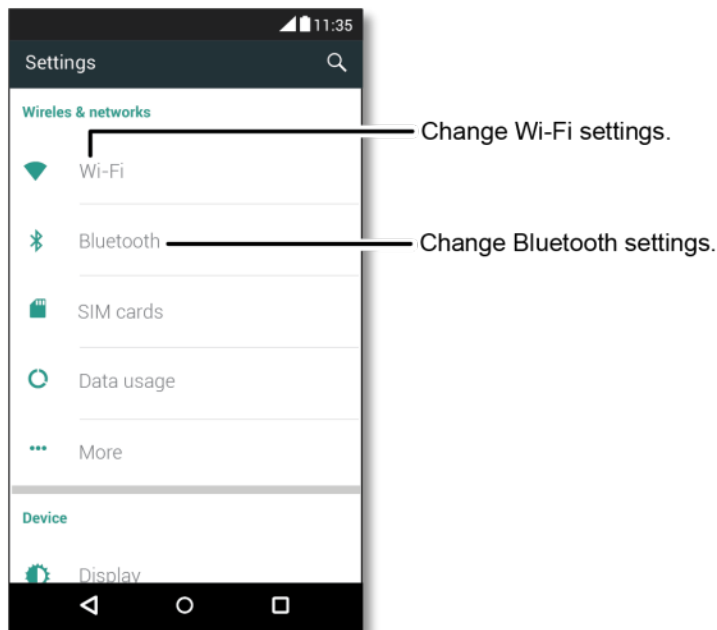 11:35
Settings
Wireles & networks
Change Wi-Fi settings.
Wi-Fi
Bluetooth
Change Bluetooth settings.
SIM cards
Data usage
More
Device
Display